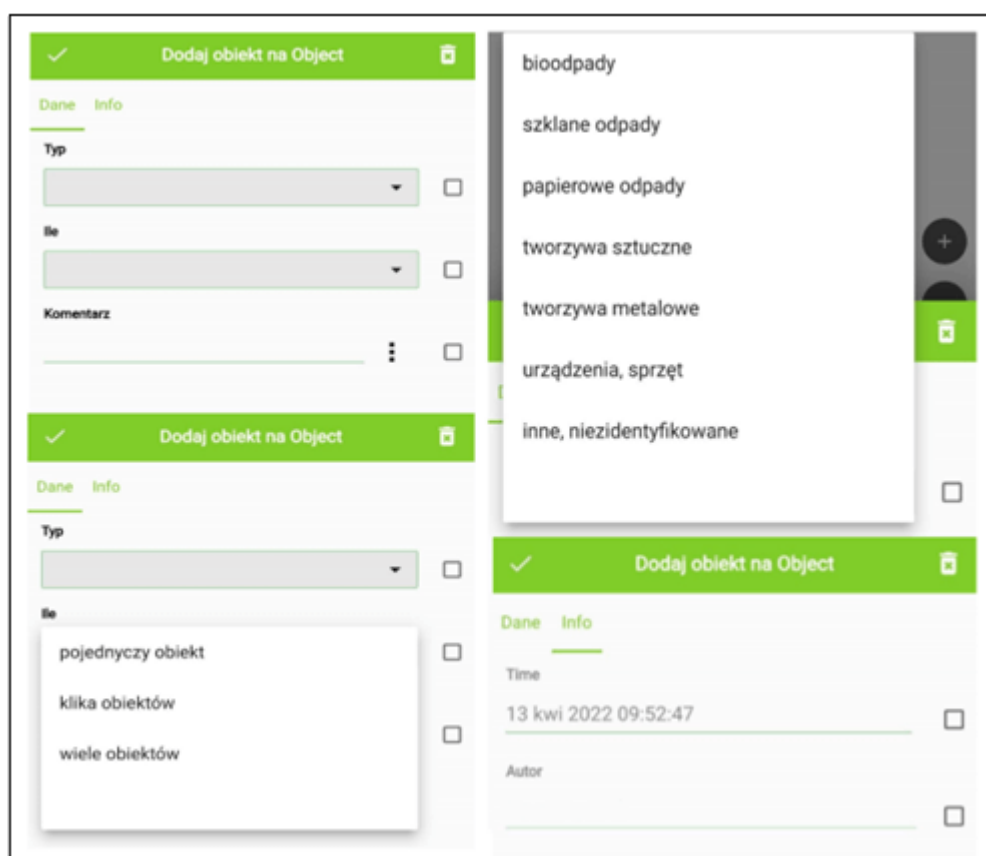 Dodaj obiekt na Object
Dane Info
Typ
Ile
Komentarz
Dodaj obiekt na Object
Dane Info
Typ
Ile
pojednyczy obiekt
klika obiektów
wiele obiektów
bioodpady
szklane odpady
papierowe odpady
tworzywa sztuczne
tworzywa metalowe
urządzenia, sprzęt
inne, niezidentyfikowane
Dodaj obiekt na Object
Dane Info
Time
13 kwi 2022 09:52:47
Autor